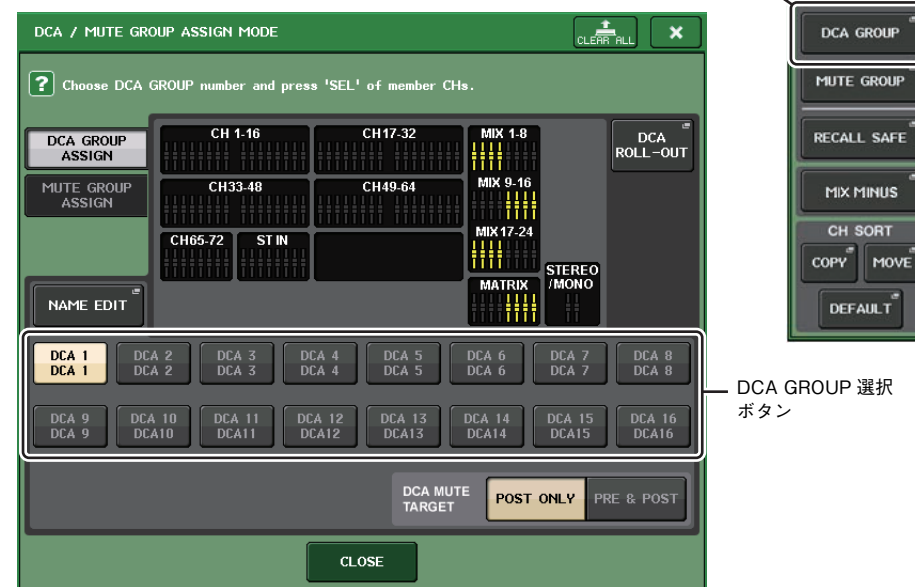 DCA / MUTE GROUP ASSIGN MODE
CLEAR ALL
? Choose DCA GROUP number and press 'SEL' of member CHs.
DCA GROUP
ASSIGN
MUTE GROUP
ASSIGN
CH 1-16
CH17-32
MIX 1-8
DCA
ROLL-OUT
CH33-48
CH49-64
MIX 9-16
CH65-72
ST IN
MIX17-24
STEREO
/MONO
MATRIX
NAME EDIT
DCA 1
DCA 1
DCA 2
DCA 2
DCA 3
DCA 3
DCA 4
DCA 4
DCA 5
DCA 5
DCA 6
DCA 6
DCA 7
DCA 7
DCA 8
DCA 8
DCA 9
DCA 9
DCA 10
DCA10
DCA 11
DCA11
DCA 12
DCA12
DCA 13
DCA13
DCA 14
DCA14
DCA 15
DCA15
DCA 16
DCA16
DCA MUTE
TARGET
POST ONLY
PRE & POST
CLOSE
DCA GROUP
MUTE GROUP
RECALL SAFE
MIX MINUS
CH SORT
COPY
MOVE
DEFAULT
DCA GROUP 選択
ボタン